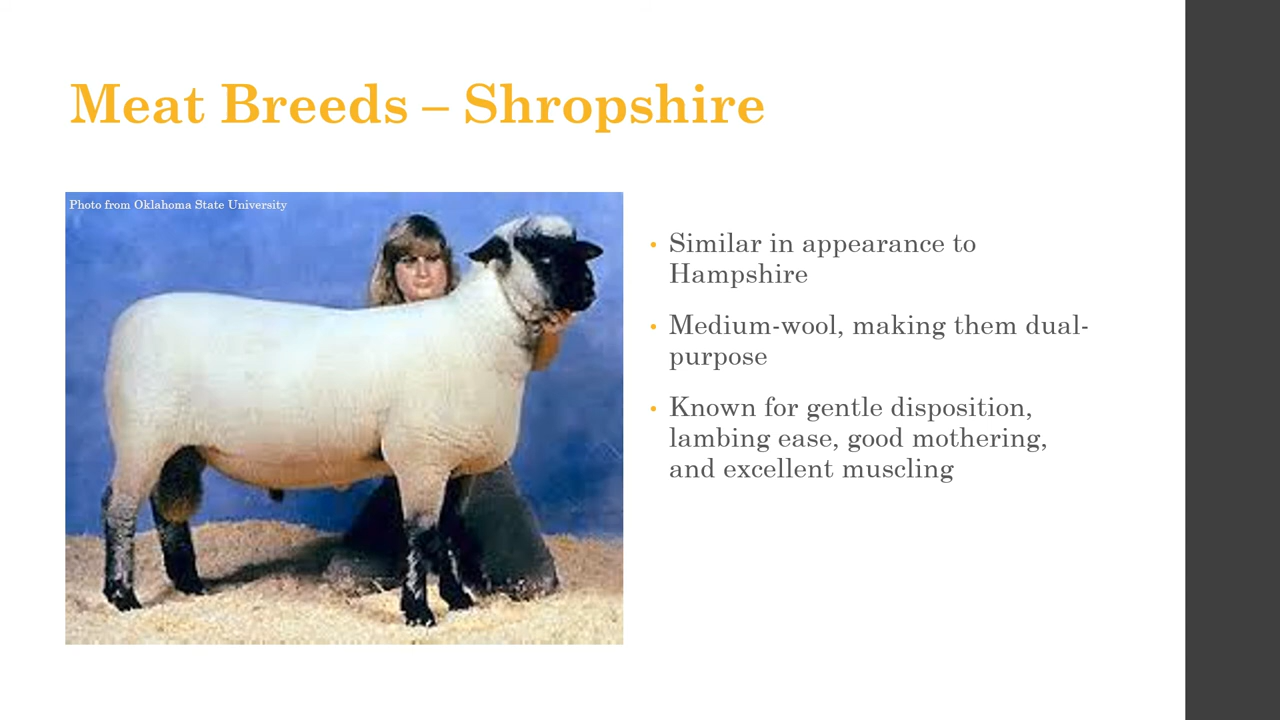 Meat Breeds – Shropshire
Photo from Oklahoma State University
• Similar in appearance to
Hampshire
• Medium-wool, making them dual-
purpose
• Known for gentle disposition,
lambing ease, good mothering,
and excellent muscling